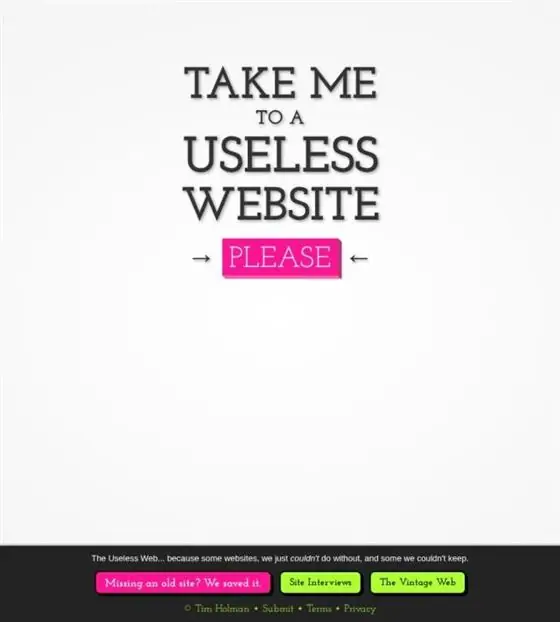 TAKE ME
TO A
USELESS
WEBSITE
→ PLEASE ←
The Useless Web... because some websites, we just couldn't do without, and some we couldn't keep.
Missing an old site? We saved it. Site Interviews The Vintage Web
© Tim Holman • Submit • Terms • Privacy